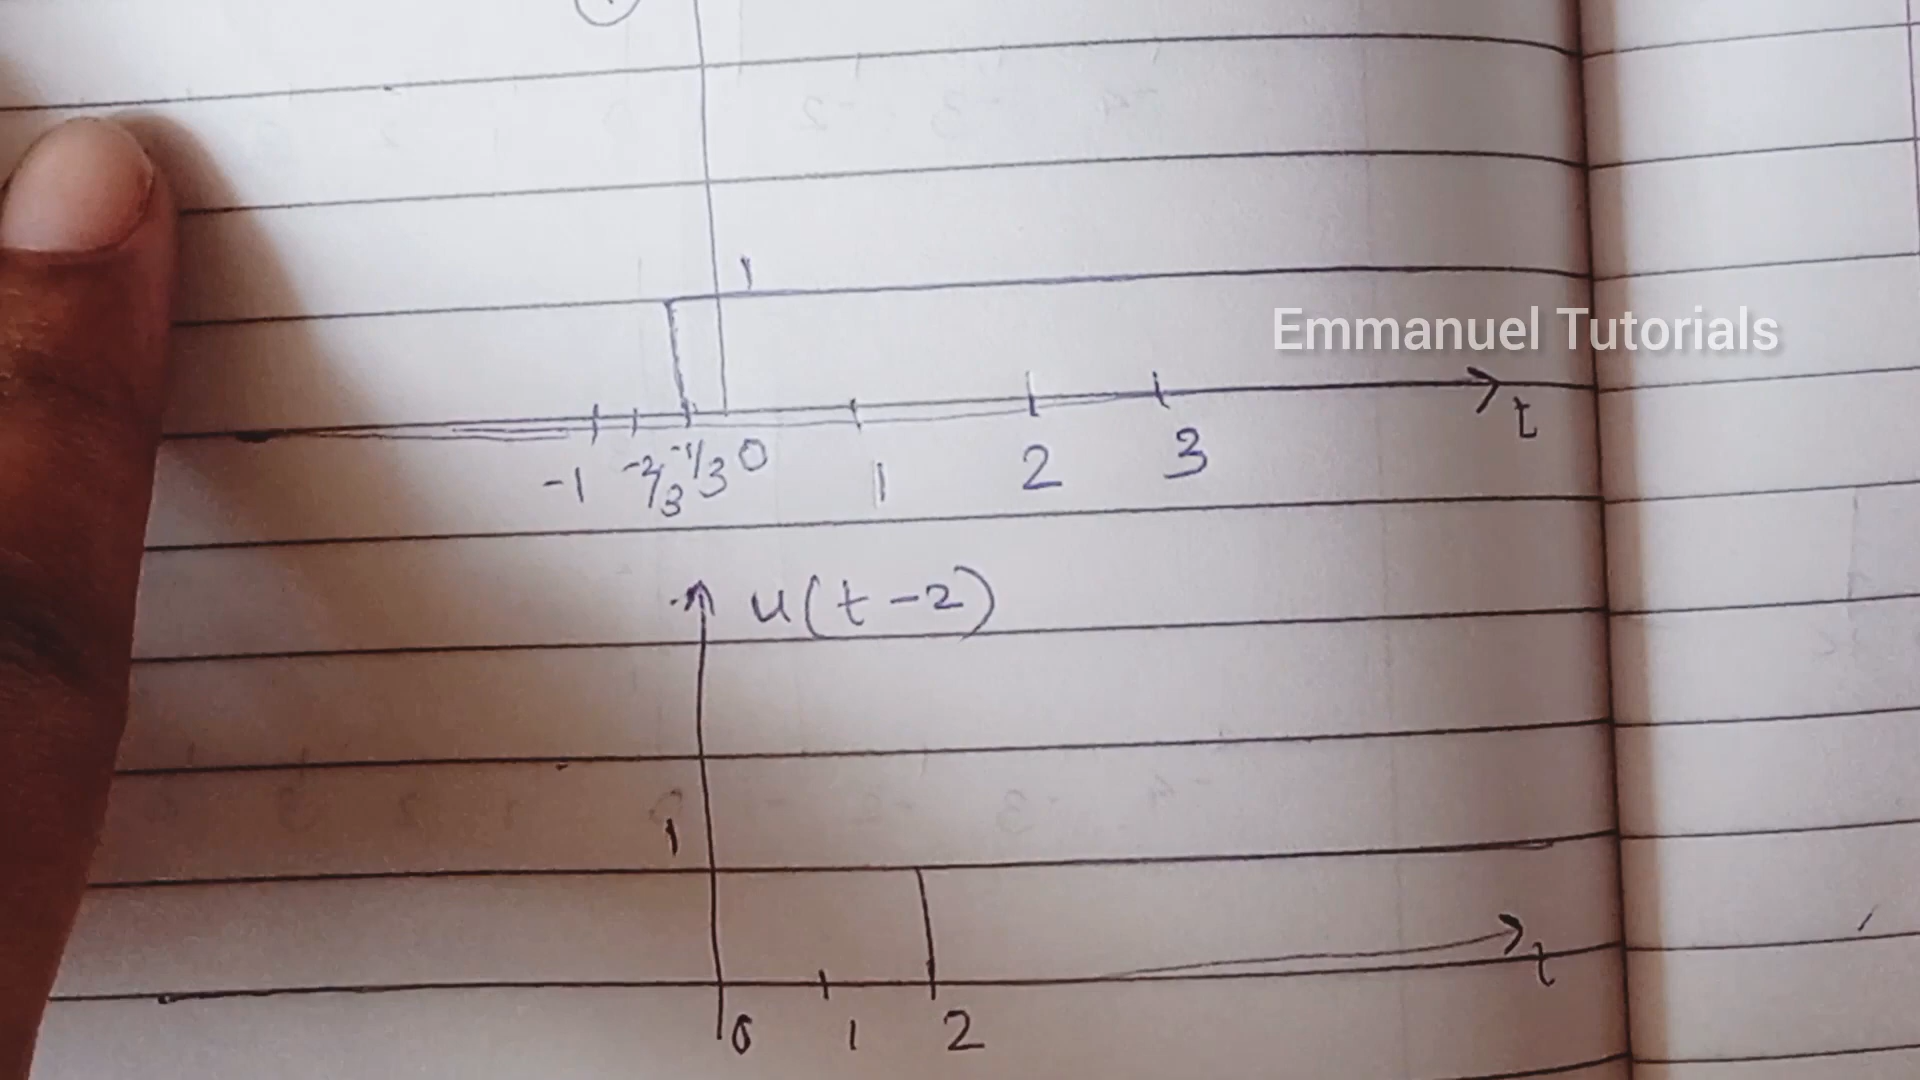 1
Emmanuel Tutorials
t
-1 -2/3 -1/3 0 1 2 3
u(t-2)
1
t
0 1 2